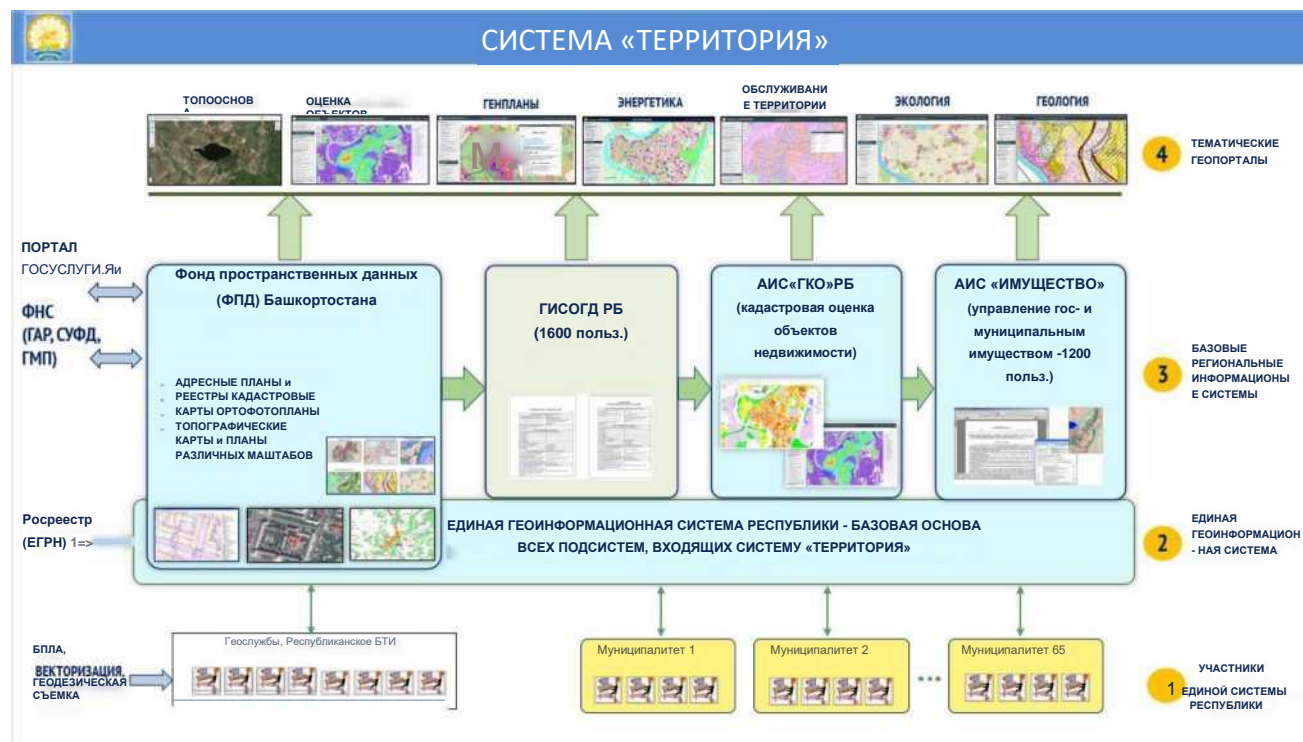 СИСТЕМА «ТЕРРИТОРИЯ»
ТОПООСНОВ
А
ОЦЕНКА
ОБЪЕКТОВ
ГЕНПЛАНЫ
ЭНЕРГЕТИКА
ОБСЛУЖИВАНИ
Е ТЕРРИТОРИИ
ЭКОЛОГИЯ
ГЕОЛОГИЯ
М
4
ТЕМАТИЧЕСКИЕ
ГЕОПОРТАЛЫ
ПОРТАЛ
ГОСУСЛУГИ.Яи
ФНС
(ГАР, СУФД,
ГМП)
Фонд пространственных данных
(ФПД) Башкортостана
АДРЕСНЫЕ ПЛАНЫ и
РЕЕСТРЫ КАДАСТРОВЫЕ
КАРТЫ ОРТОФОТОПЛАНЫ
ТОПОГРАФИЧЕСКИЕ
КАРТЫ и ПЛАНЫ
РАЗЛИЧНЫХ МАШТАБОВ
ГИСОГД РБ
(1600 польз.)
АИС«ГКО»РБ
(кадастровая оценка
объектов
недвижимости)
АИС «ИМУЩЕСТВО»
(управление гос- и
муниципальным
имуществом -1200
польз.)
3
БАЗОВЫЕ
РЕГИОНАЛЬНЫЕ
ИНФОРМАЦИОНЫ
Е СИСТЕМЫ
Росреестр
(ЕГРН) 1=>
ЕДИНАЯ ГЕОИНФОРМАЦИОННАЯ СИСТЕМА РЕСПУБЛИКИ - БАЗОВАЯ ОСНОВА
ВСЕХ ПОДСИСТЕМ, ВХОДЯЩИХ СИСТЕМУ «ТЕРРИТОРИЯ»
2
ЕДИНАЯ
ГЕОИНФОРМАЦИОН
- НАЯ СИСТЕМА
БПЛА,
ВЕКТОРИЗАЦИЯ,
ГЕОДЕЗИЧЕСКАЯ
СЪЕМКА
Геослужбы, Республиканское БТИ
Муниципалитет 1
Муниципалитет 2
•••
Муниципалитет 65
1
УЧАСТНИКИ
ЕДИНОЙ СИСТЕМЫ
РЕСПУБЛИКИ